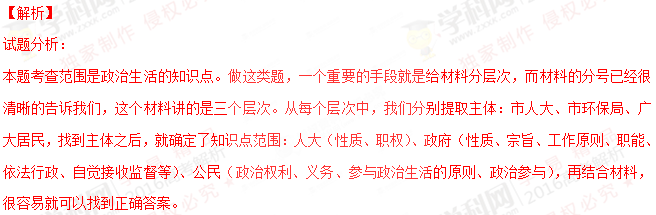 【解析】
试题分析：
本题考查范围是政治生活的知识点。做这类题，一个重要的手段就是给材料分层次，而材料的分号已经很
清晰的告诉我们，这个材料讲的是三个层次。从每个层次中，我们分别提取主体：市人大、市环保局、广
大居民，找到主体之后，就确定了知识点范围：人大（性质、职权）、政府（性质、宗旨、工作原则、职能、
依法行政、自觉接收监督等）、公民（政治权利、义务、参与政治生活的原则、政治参与），再结合材料，
很容易就可以找到正确答案。